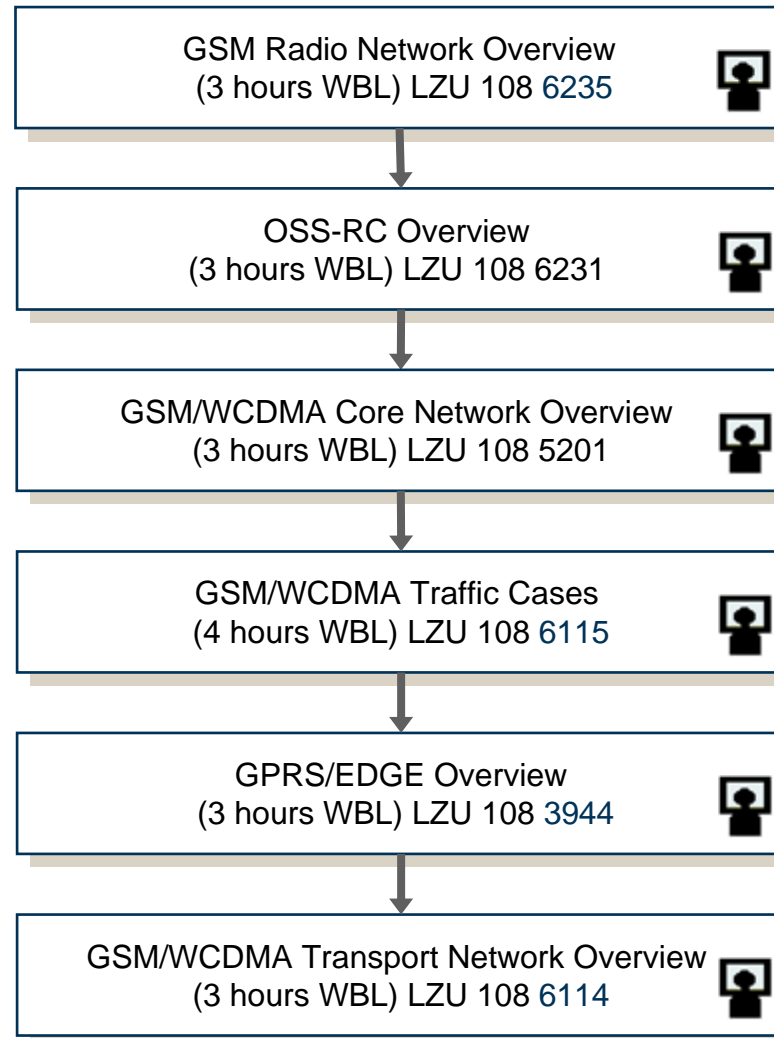 GSM Radio Network Overview
(3 hours WBL) LZU 108 6235
OSS-RC Overview
(3 hours WBL) LZU 108 6231
GSM/WCDMA Core Network Overview
(3 hours WBL) LZU 108 5201
GSM/WCDMA Traffic Cases
(4 hours WBL) LZU 108 6115
GPRS/EDGE Overview
(3 hours WBL) LZU 108 3944
GSM/WCDMA Transport Network Overview
(3 hours WBL) LZU 108 6114